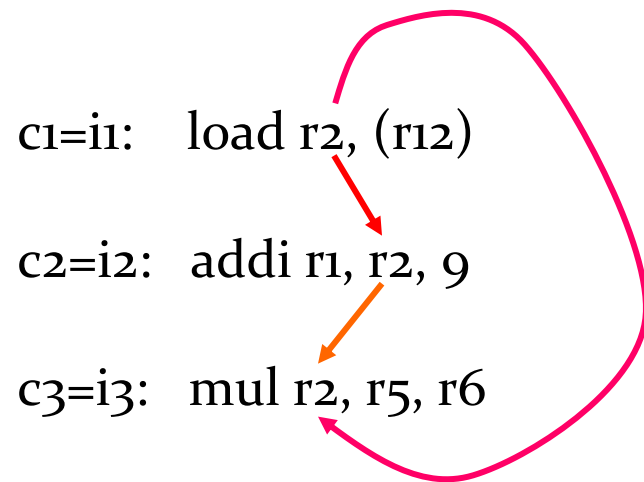 c1=i1: load r2, (r12)
c2=i2: addi r1, r2, 9
c3=i3: mul r2, r5, r6